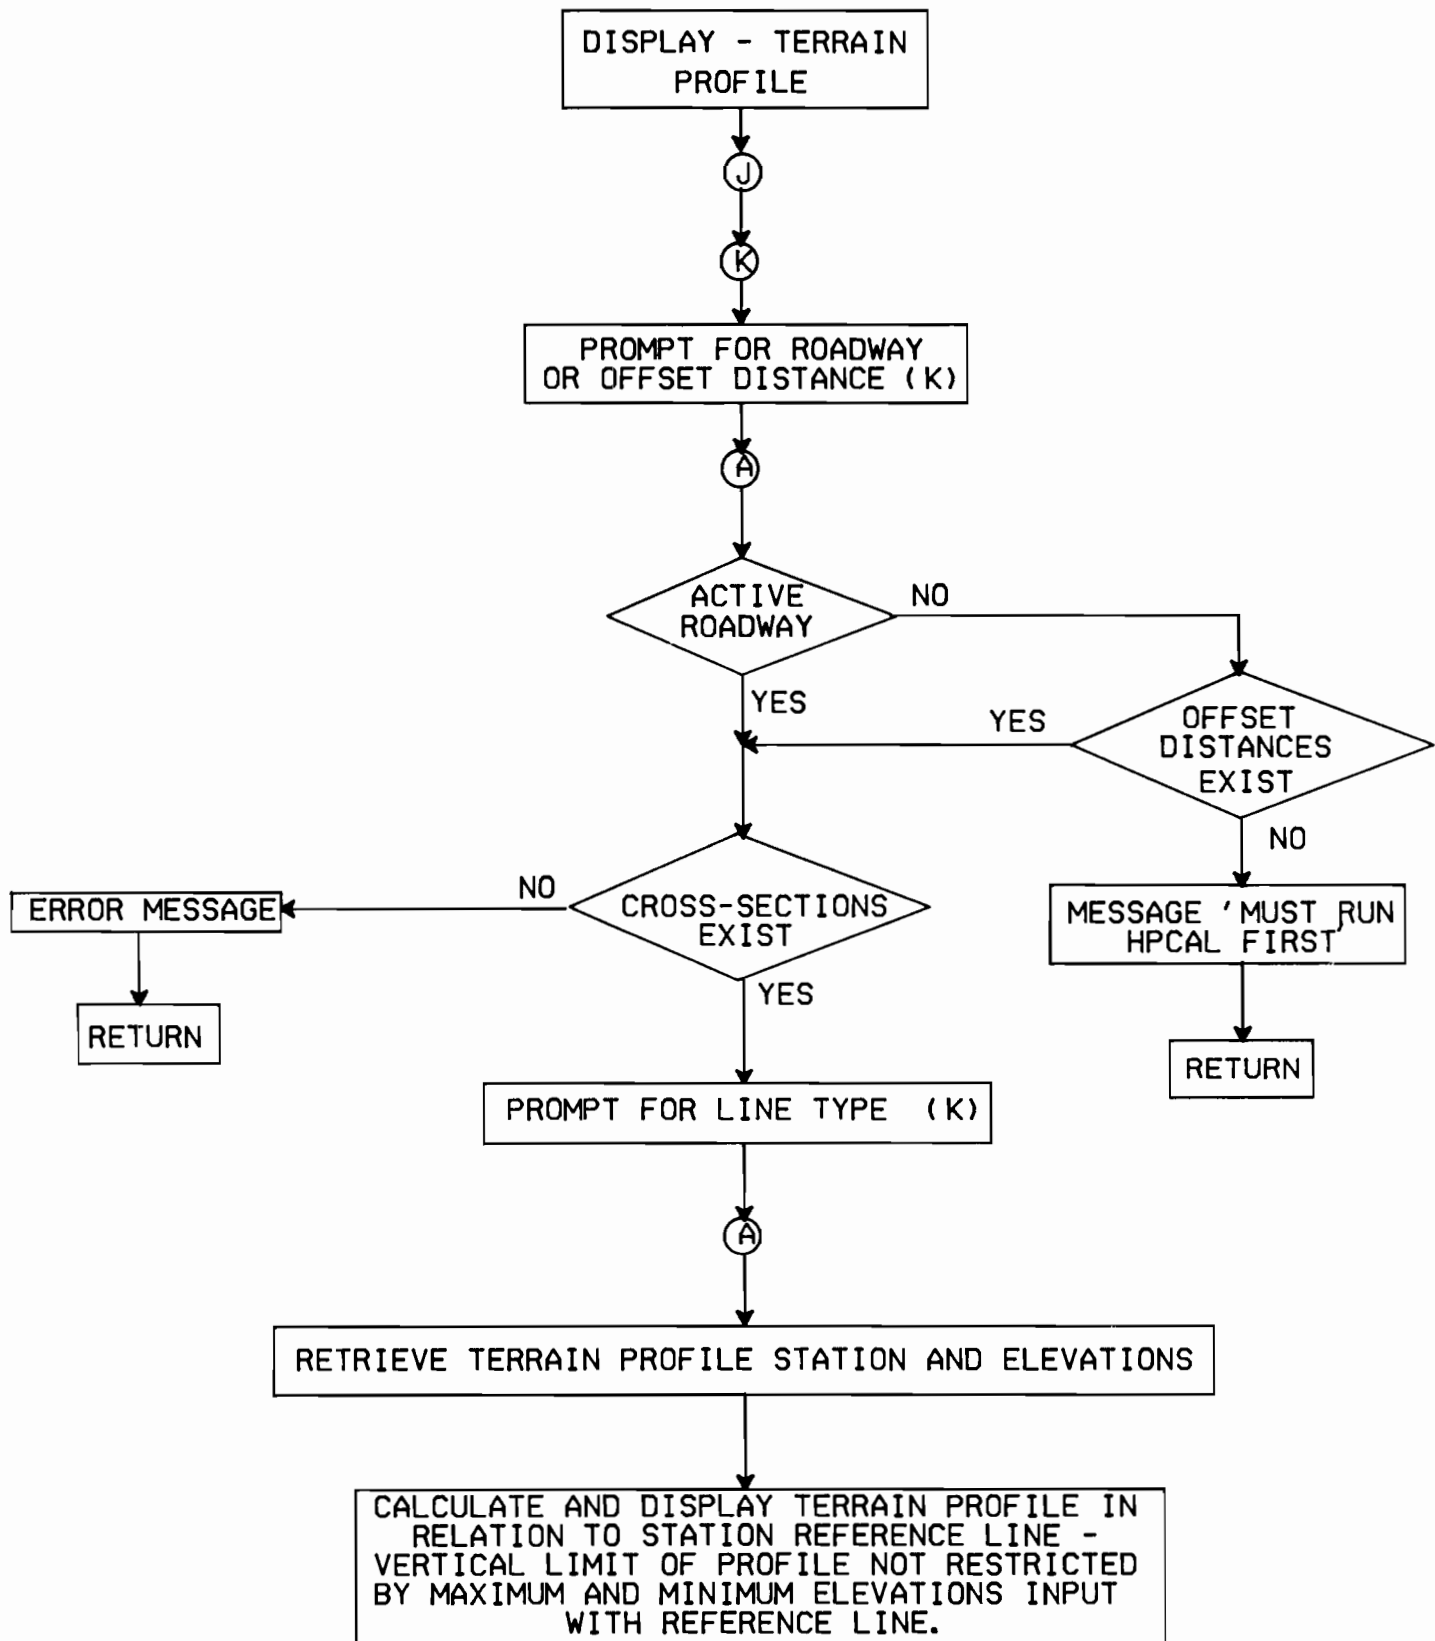 DISPLAY - TERRAIN
PROFILE
J
K
PROMPT FOR ROADWAY
OR OFFSET DISTANCE (K)
A
ACTIVE
ROADWAY
NO
YES
OFFSET
DISTANCES
EXIST
YES
NO
MESSAGE 'MUST RUN
HPCAL FIRST'
RETURN
CROSS-SECTIONS
EXIST
NO
ERROR MESSAGE
RETURN
YES
PROMPT FOR LINE TYPE (K)
A
RETRIEVE TERRAIN PROFILE STATION AND ELEVATIONS
CALCULATE AND DISPLAY TERRAIN PROFILE IN
RELATION TO STATION REFERENCE LINE -
VERTICAL LIMIT OF PROFILE NOT RESTRICTED
BY MAXIMUM AND MINIMUM ELEVATIONS INPUT
WITH REFERENCE LINE.